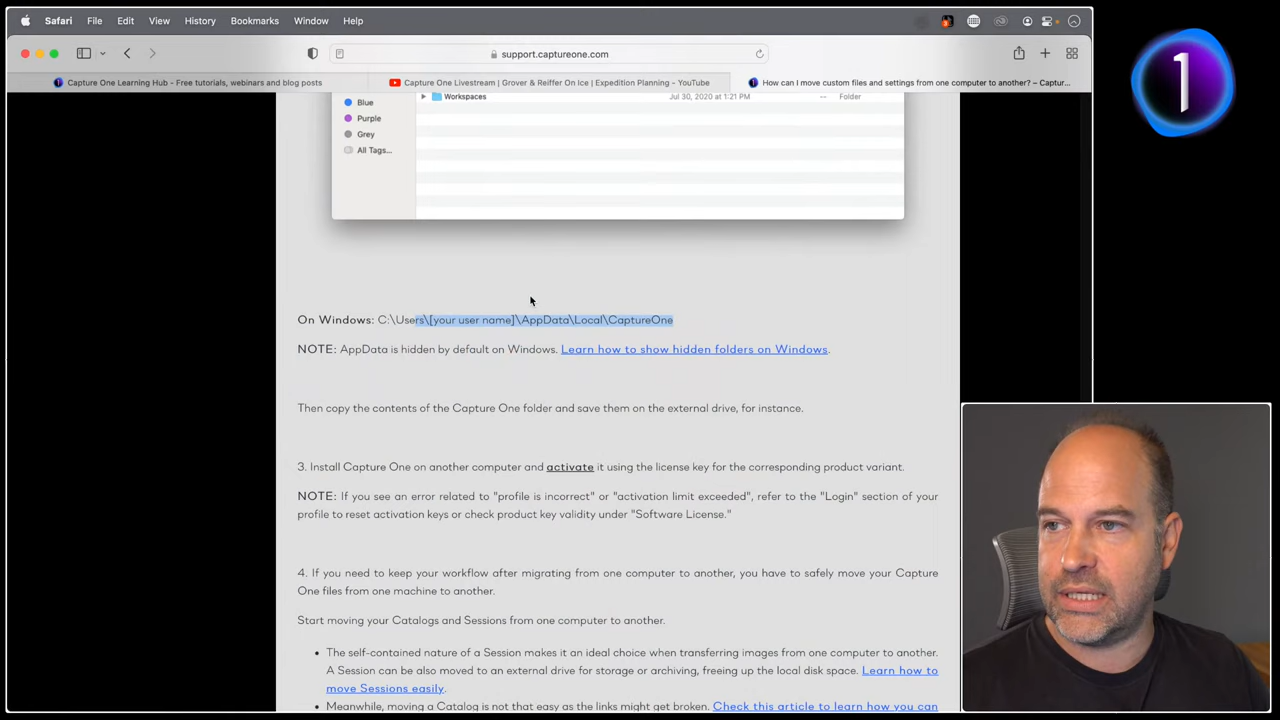 Safari File Edit View History Bookmarks Window Help
support.captureone.com
Capture One Learning Hub - Free tutorials, webinars and blog posts
Capture One Livestream | Grover & Reiffer On Ice | Expedition Planning - YouTube
How can I move custom files and settings from one computer to another? – Captur...
Workspaces Jul 30, 2020 at 1:21 PM -- Folder
Blue
Purple
Grey
All Tags...
On Windows: C:\Users\[your user name]\AppData\Local\CaptureOne
NOTE: AppData is hidden by default on Windows. Learn how to show hidden folders on Windows.
Then copy the contents of the Capture One folder and save them on the external drive, for instance.
3. Install Capture One on another computer and activate it using the license key for the corresponding product variant.
NOTE: If you see an error related to "profile is incorrect" or "activation limit exceeded", refer to the "Login" section of your
profile to reset activation keys or check product key validity under "Software License."
4. If you need to keep your workflow after migrating from one computer to another, you have to safely move your Capture
One files from one machine to another.
Start moving your Catalogs and Sessions from one computer to another.
• The self-contained nature of a Session makes it an ideal choice when transferring images from one computer to another.
A Session can be also moved to an external drive for storage or archiving, freeing up the local disk space. Learn how to
move Sessions easily.
• Meanwhile, moving a Catalog is not that easy as the links might get broken. Check this article to learn how you can
1